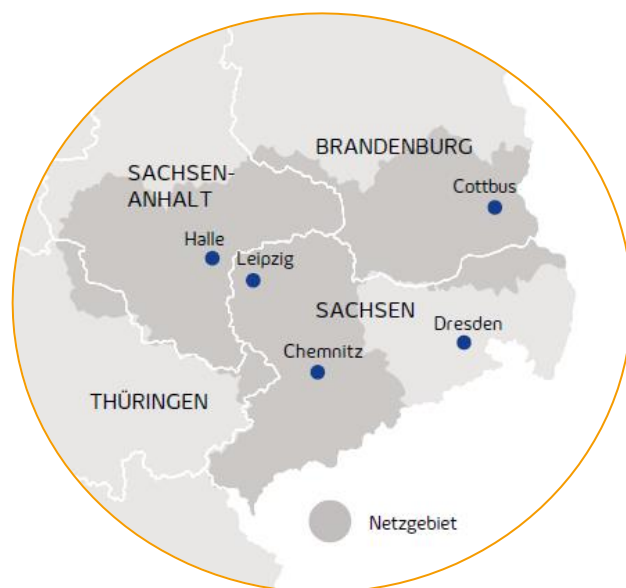 BRANDENBURG
SACHSEN-
ANHALT
Cottbus
Halle
Leipzig
SACHSEN
Dresden
Chemnitz
THÜRINGEN
Netzgebiet